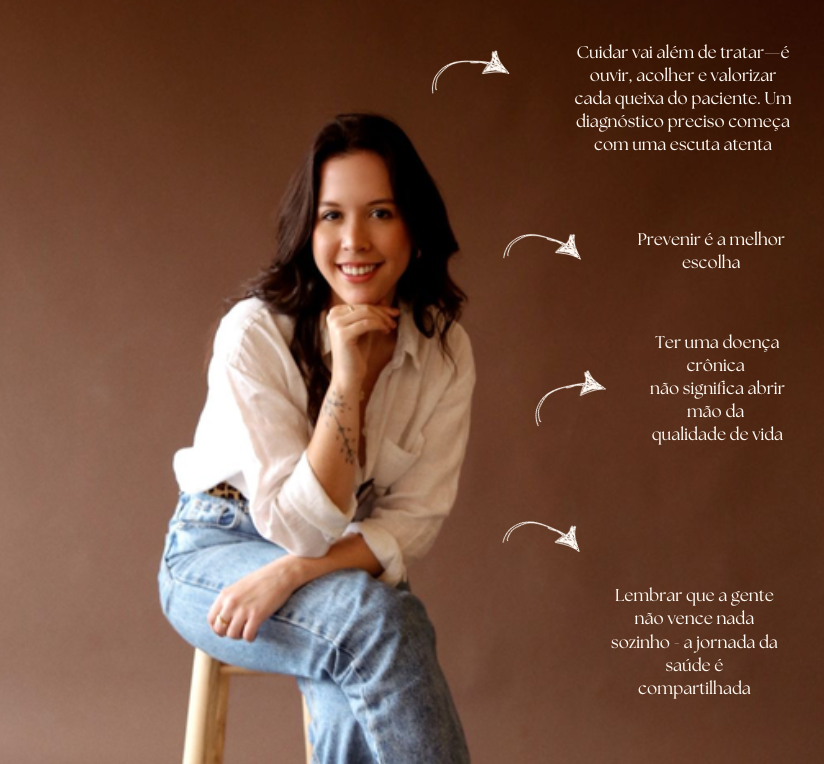 Cuidar vai além de tratar—é
ouvir, acolher e valorizar
cada queixa do paciente. Um
diagnóstico preciso começa
com uma escuta atenta
Prevenir é a melhor
escolha
Ter uma doença
crônica
não significa abrir
mão da
qualidade de vida
Lembrar que a gente
não vence nada
sozinho - a jornada da
saúde é
compartilhada